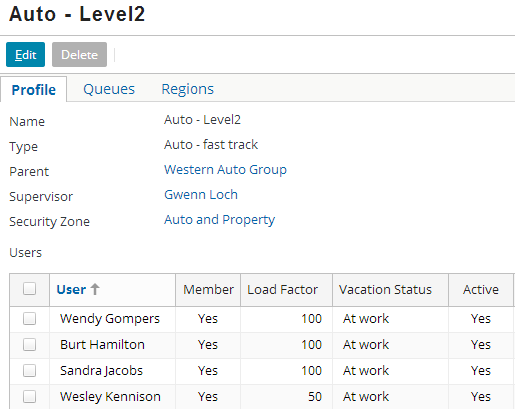 Auto - Level2
Edit Delete
Profile Queues Regions
Name Auto - Level2
Type Auto - fast track
Parent Western Auto Group
Supervisor Gwenn Loch
Security Zone Auto and Property
Users
User Member Load Factor Vacation Status Active
Wendy Gompers Yes 100 At work Yes
Burt Hamilton Yes 100 At work Yes
Sandra Jacobs Yes 100 At work Yes
Wesley Kennison Yes 50 At work Yes